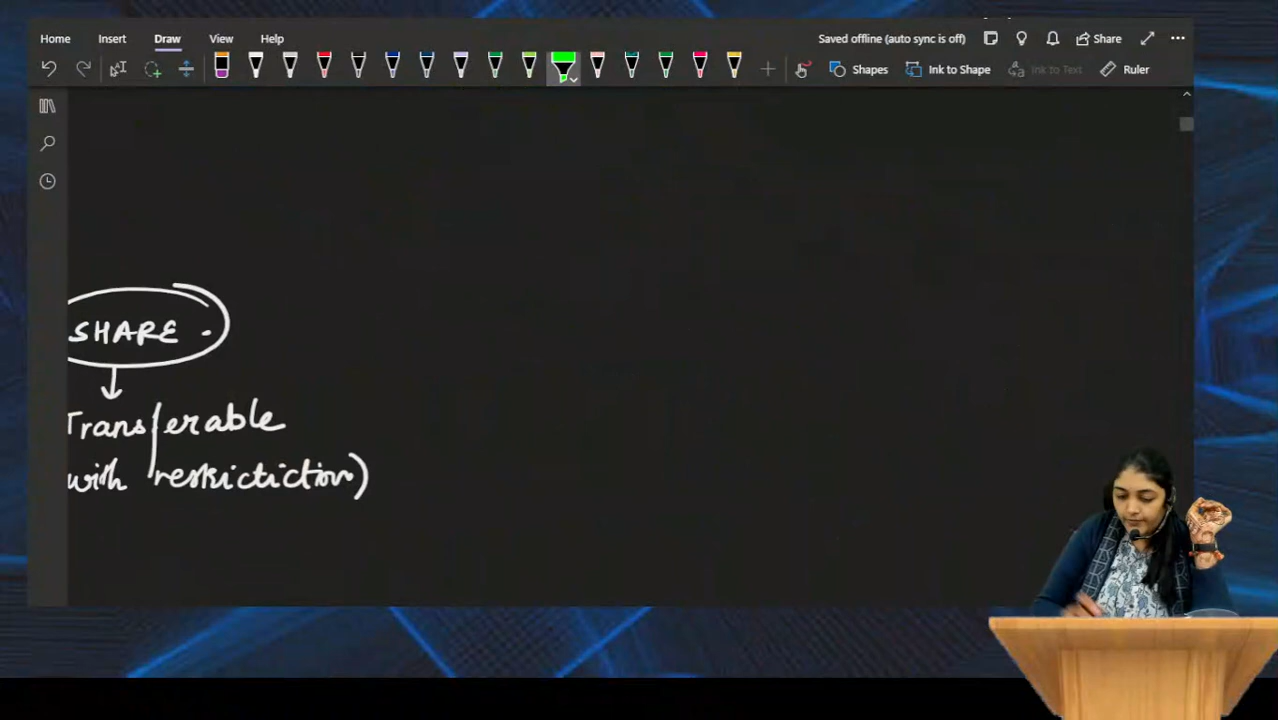 Home Insert Draw View Help Saved offline (auto sync is off) Share
Shapes Ink to Shape Ink to Text Ruler
SHARE .
Transferable
with reskictiction)